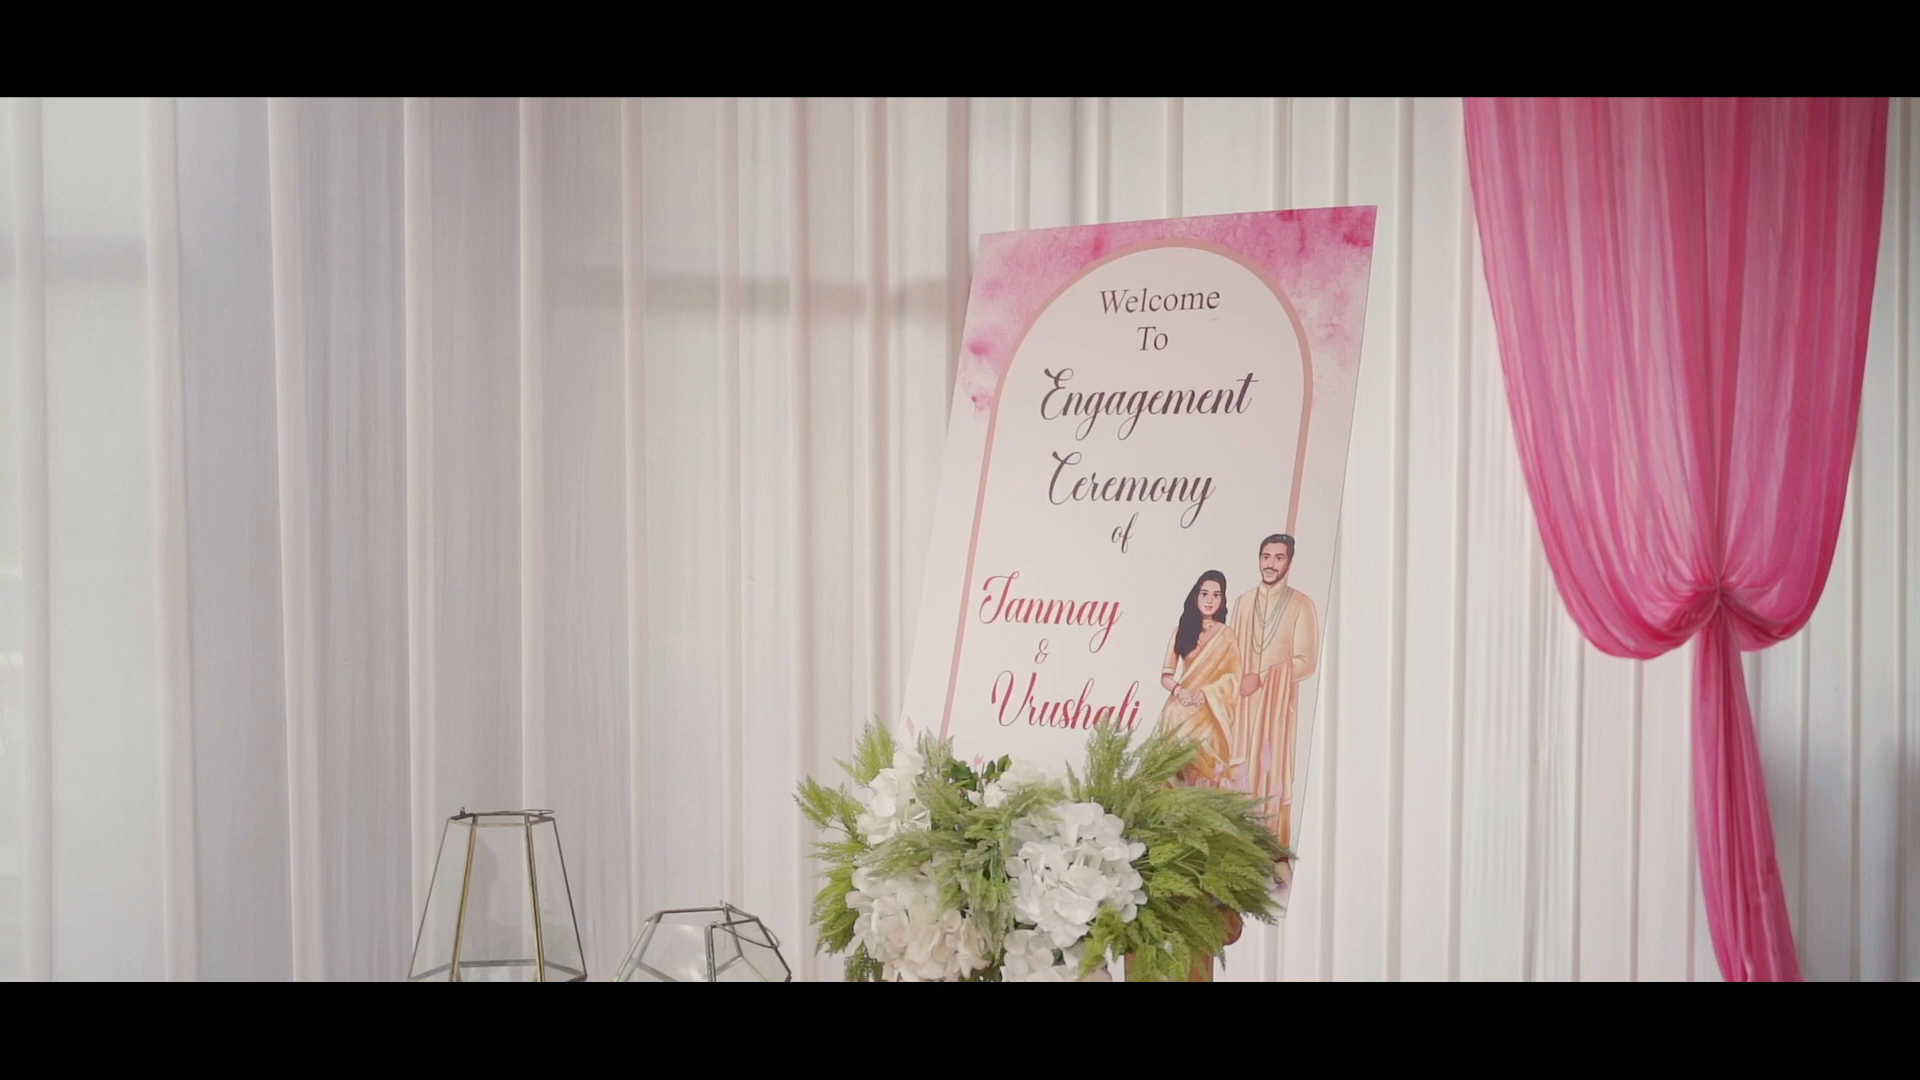 Welcome
To
Engagement
Ceremony
of
Tanmay
&
Vrushali